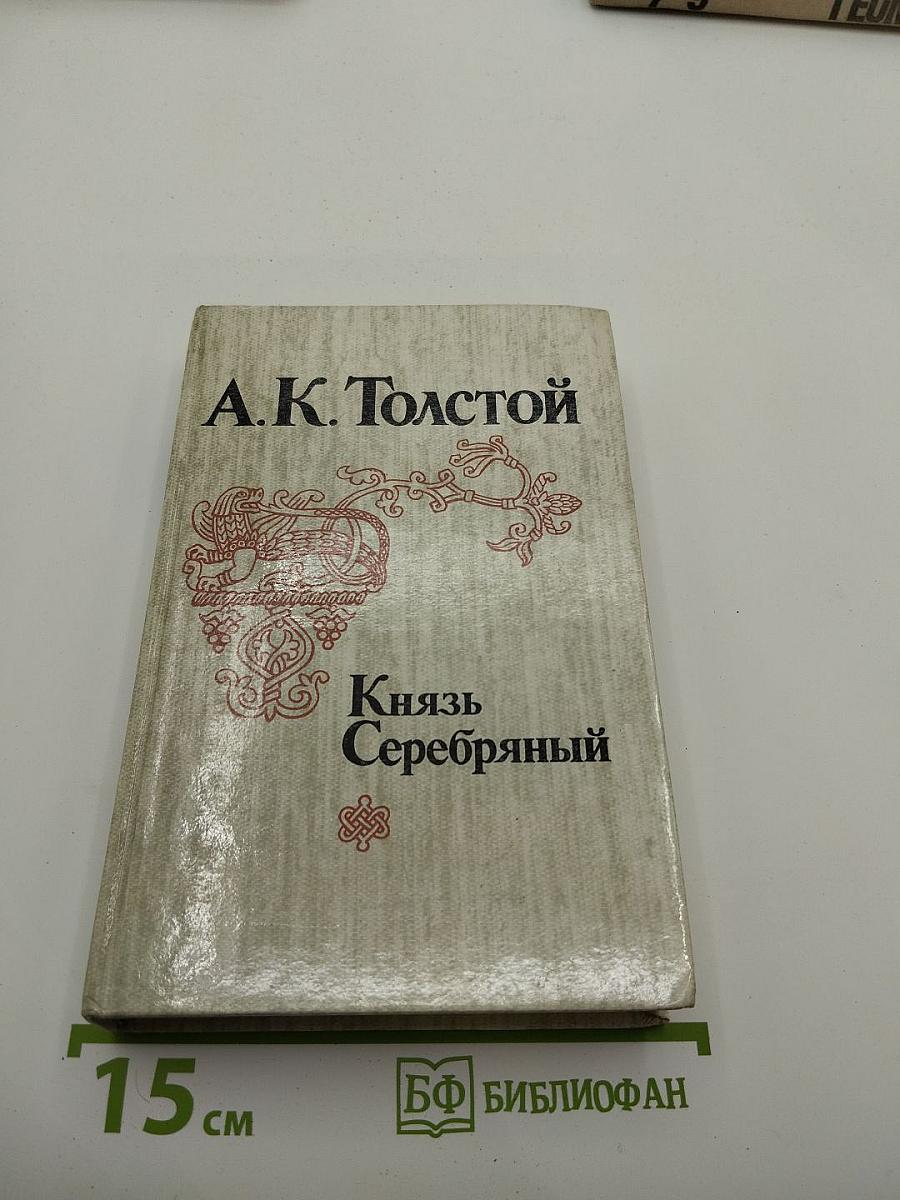 А.К. Толстой
Князь
Серебряный
15 см
БФ БИБЛИОФАН